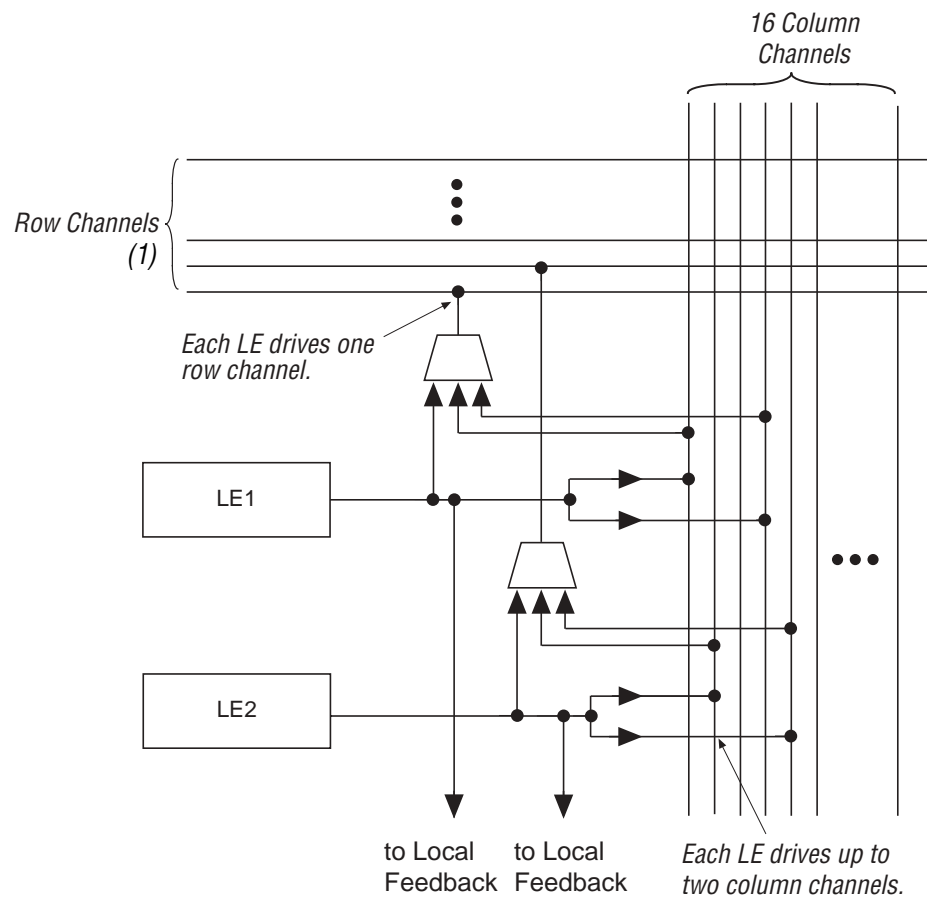 16 Column
Channels
Row Channels
(1)
Each LE drives one
row channel.
LE1
LE2
to Local
Feedback
to Local
Feedback
Each LE drives up to
two column channels.